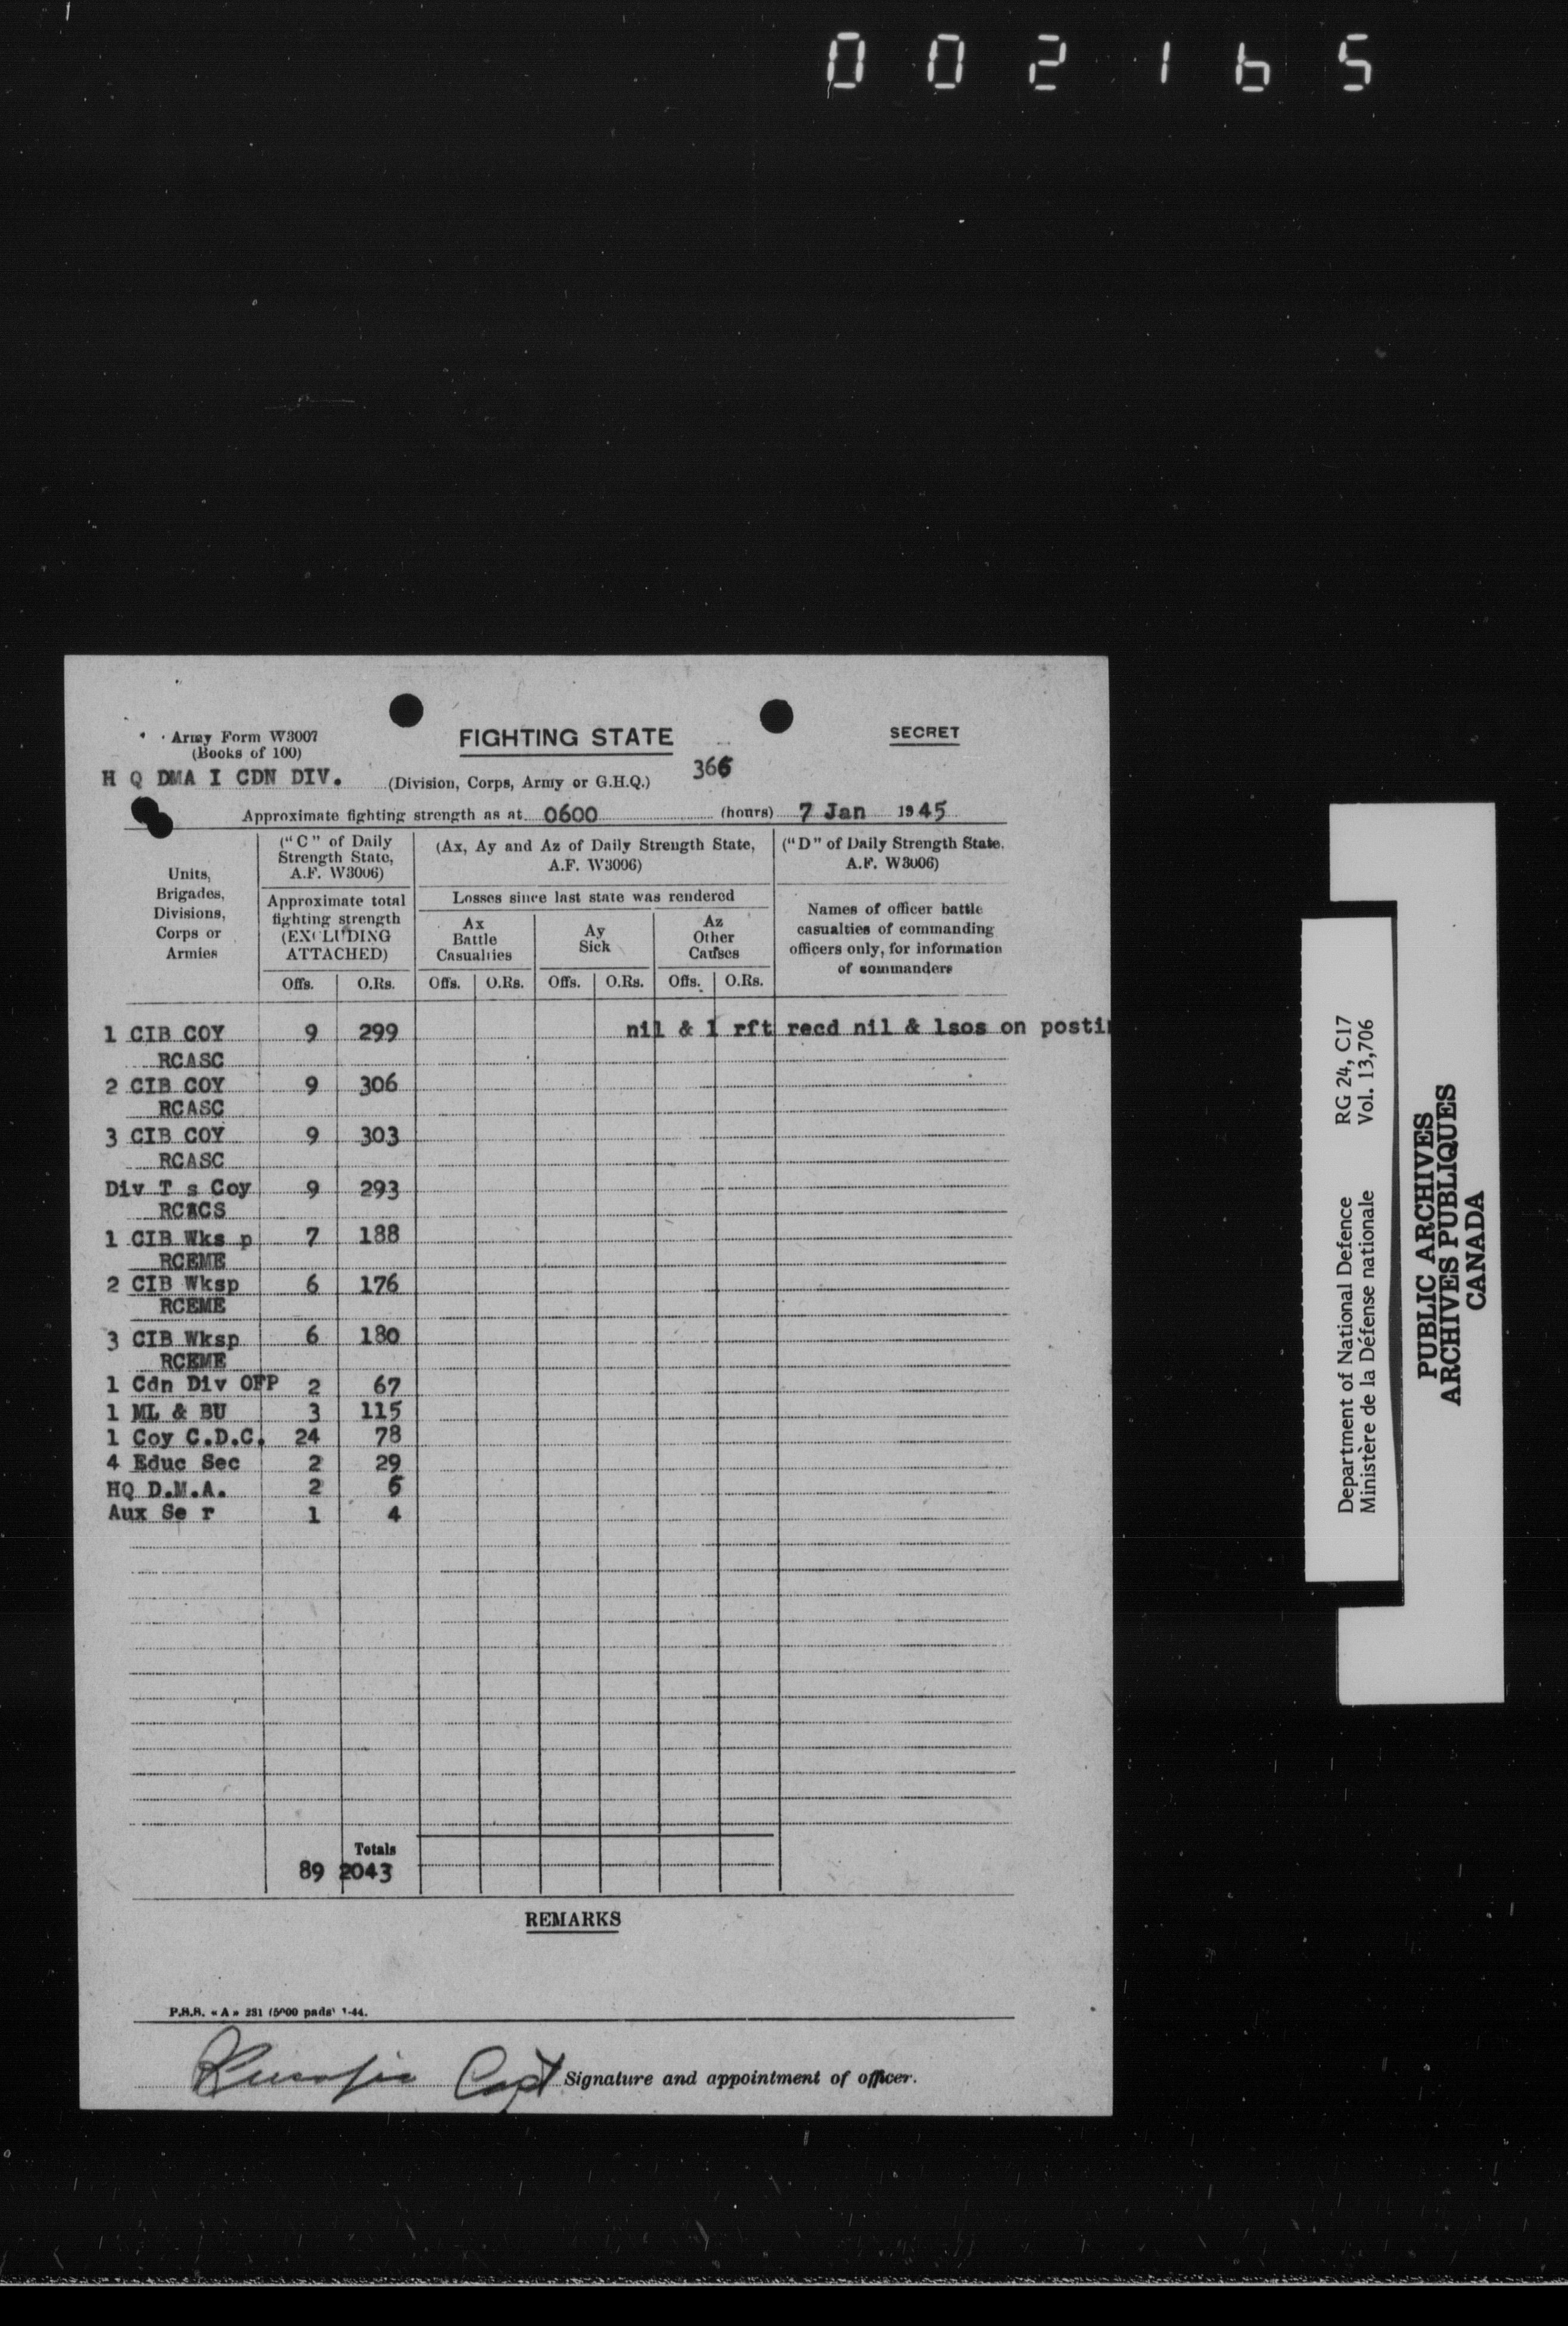 002165
Army Form W3007
(Books of 100)
FIGHTING STATE
SECRET
H Q DMA I CDN DIV. (Division, Corps, Army or G.H.Q.) 366
Approximate fighting strength as at 0600 (hours) 7 Jan 1945
Units, Brigades, Divisions, Corps or Armies
("C" of Daily Strength State, A.F. W3006)
Approximate total fighting strength (EXCLUDING ATTACHED)
(Ax, Ay and Az of Daily Strength State, A.F. W3006)
Losses since last state was rendered
Ax Battle Casualties
Ay Sick
Az Other Causes
("D" of Daily Strength State, A.F. W3006)
Names of officer battle casualties of commanding officers only, for information of commanders
Offs. O.Rs. Offs. O.Rs. Offs. O.Rs. Offs. O.Rs.
1 CIB COY 9 299 nil & 1 rft recd nil & 1sos on posti
RCASC
2 CIB COY 9 306
RCASC
3 CIB COY 9 303
RCASC
Div T s Coy 9 293
1 CIB Wks p 7 188
RCEME
2 CIB Wksp 6 176
RCEME
3 CIB Wksp 6 180
RCEME
1 Cdn Div OFP 2 67
1 ML & BU 3 115
1 Coy C.D.C. 24 78
4 Educ Sec 2 29
HQ D.M.A. 2
Aux Se r 1 4
Totals
89 2043
REMARKS
P.S.S. «A» 231 (5000 pads) 1-44.
Capt Signature and appointment of officer.
Department of National Defence RG 24, C17
Ministère de la Défense nationale Vol. 13,706
PUBLIC ARCHIVES
ARCHIVES PUBLIQUES
CANADA